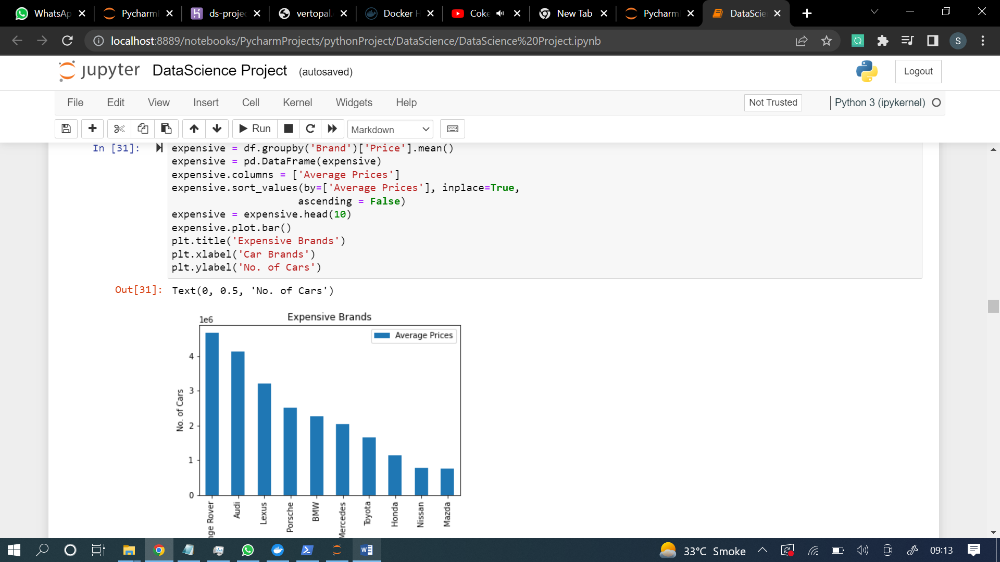 WhatsAp
Pycharm
ds-projec
vertopal.
Docker H
Coke
New Tab
Pycharm
DataScie
localhost:8889/notebooks/PycharmProjects/pythonProject/DataScience/DataScience%20Project.ipynb
S
jupyter DataScience Project (autosaved)
Logout
File Edit View Insert Cell Kernel Widgets Help
Not Trusted
Python 3 (ipykernel)
Run
Markdown
In [31]:
expensive = df.groupby('Brand')['Price'].mean()
expensive = pd.DataFrame(expensive)
expensive.columns = ['Average Prices']
expensive.sort_values(by=['Average Prices'], inplace=True,
ascending = False)
expensive = expensive.head(10)
expensive.plot.bar()
plt.title('Expensive Brands')
plt.xlabel('Car Brands')
plt.ylabel('No. of Cars')
Out[31]: Text(0, 0.5, 'No. of Cars')
Expensive Brands
1e6
Average Prices
4
3
2
1
0
No. of Cars
nge Rover
Audi
Lexus
Porsche
BMW
Mercedes
Toyota
Honda
Nissan
Mazda
33°C Smoke
09:13